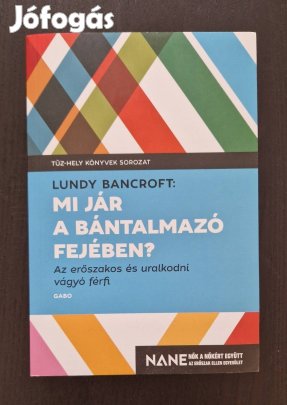 Jófogás
TŰZ-HELY KÖNYVEK SOROZAT
LUNDY BANCROFT:
MI JÁR
A BÁNTALMAZÓ
FEJÉBEN?
Az erőszakos és uralkodni
vágyó férfi
GABO
NANE NŐK A NŐKÉRT EGYÜTT
AZ ERŐSZAK ELLEN EGYESÜLET